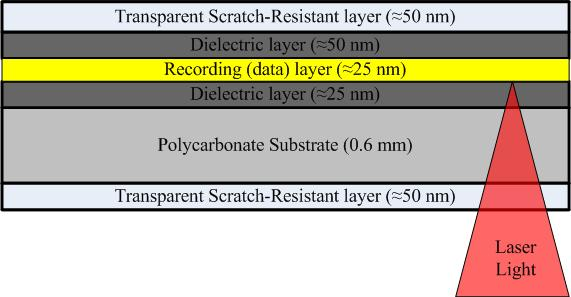 Transparent Scratch-Resistant layer (≈50 nm)
Dielectric layer (≈50 nm)
Recording (data) layer (≈25 nm)
Dielectric layer (≈25 nm)
Polycarbonate Substrate (0.6 mm)
Transparent Scratch-Resistant layer (≈50 nm)
Laser
Light